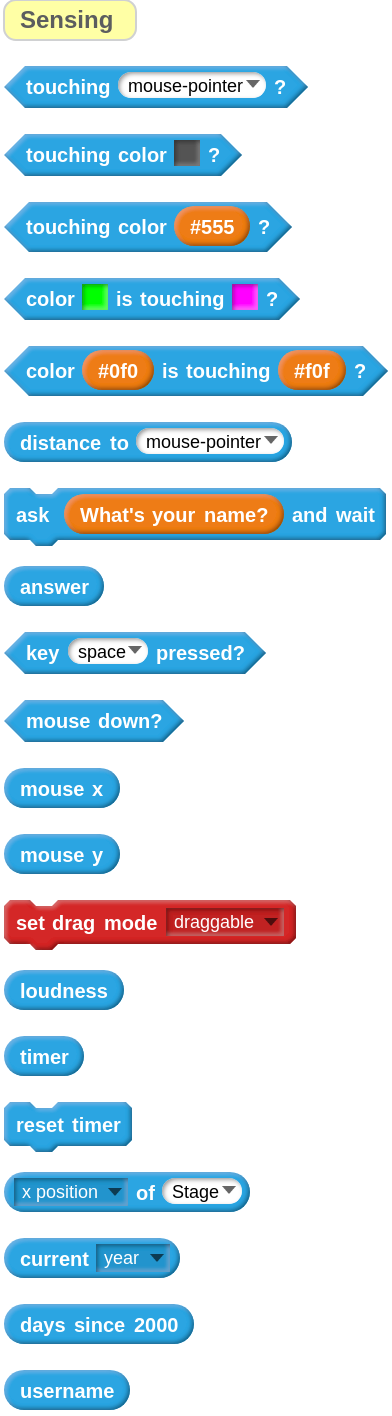 Sensing
touching mouse-pointer ?
touching color ?
touching color #555 ?
color is touching ?
color #0f0 is touching #f0f ?
distance to mouse-pointer
ask What's your name? and wait
answer
key space pressed?
mouse down?
mouse x
mouse y
set drag mode draggable
loudness
timer
reset timer
x position of Stage
current year
days since 2000
username